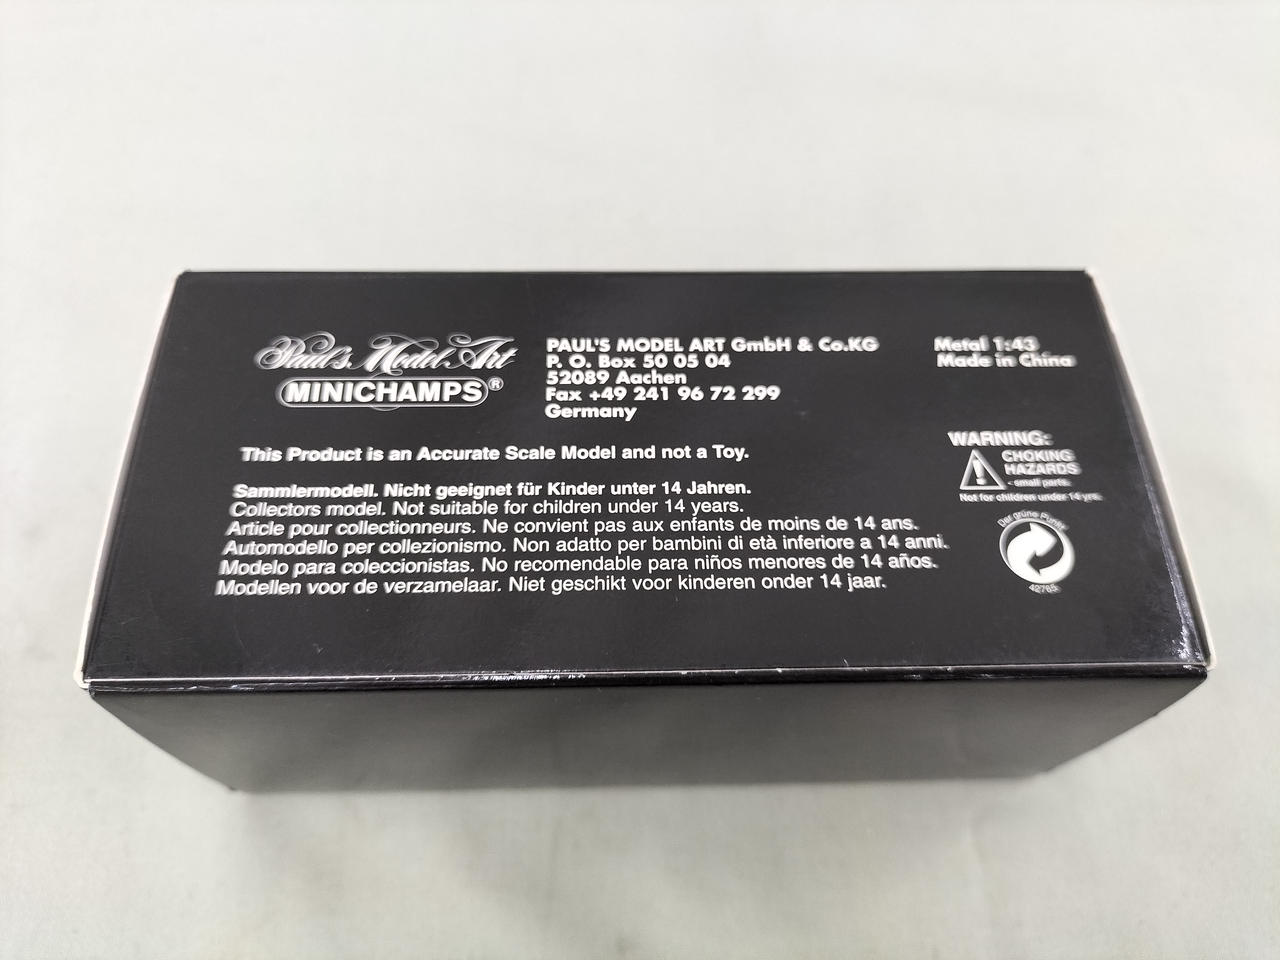 Paul's Model Art
MINICHAMPS®
PAUL'S MODEL ART GmbH & Co.KG
P. O. Box 50 05 04
52089 Aachen
Fax +49 241 96 72 299
Germany
Metal 1:43
Made in China
This Product is an Accurate Scale Model and not a Toy.
WARNING:
CHOKING
HAZARDS
- small parts.
Not for children under 14 yrs.
Sammlermodell. Nicht geeignet für Kinder unter 14 Jahren.
Collectors model. Not suitable for children under 14 years.
Article pour collectionneurs. Ne convient pas aux enfants de moins de 14 ans.
Automodello per collezionismo. Non adatto per bambini di età inferiore a 14 anni.
Modelo para coleccionistas. No recomendable para niños menores de 14 años.
Modellen voor de verzamelaar. Niet geschikt voor kinderen onder 14 jaar.
Der grüne Punkt
42765